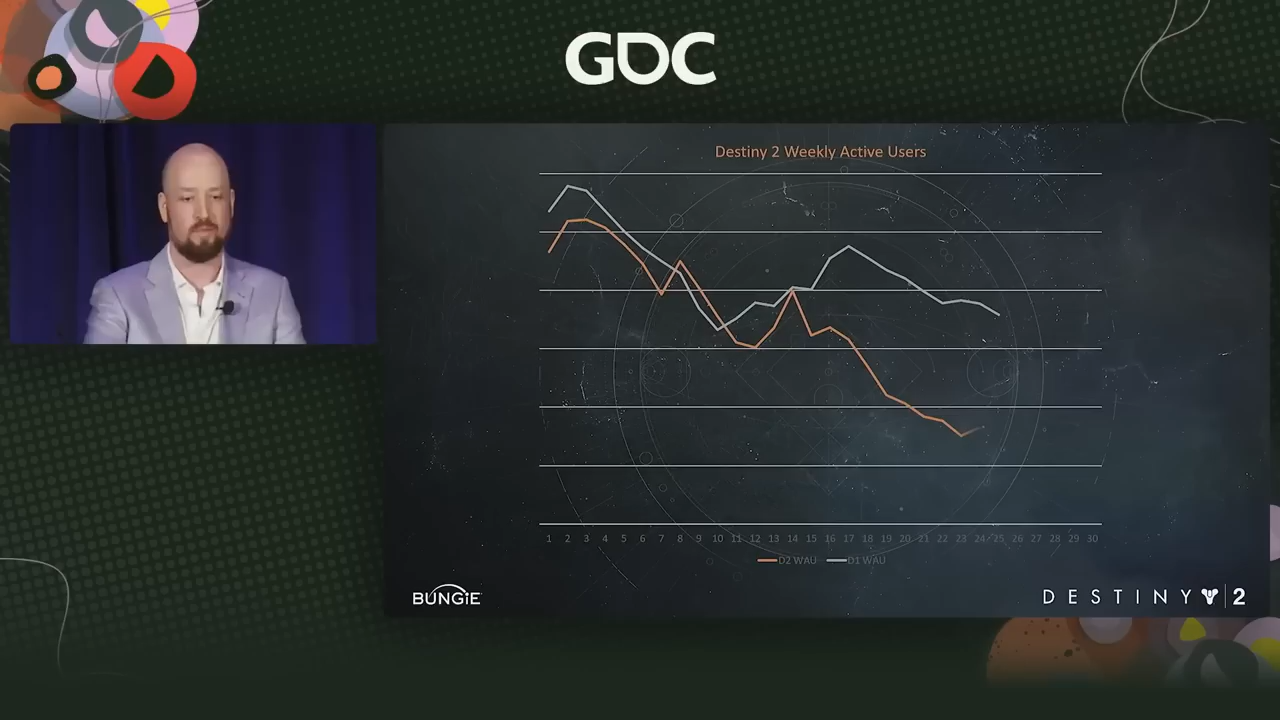 GDC
Destiny 2 Weekly Active Users
1 2 3 4 5 6 7 8 9 10 11 12 13 14 15 16 17 18 19 20 21 22 23 24 25 26 27 28 29 30
D2 WAU D1 WAU
BUNGIE
DESTINY 2